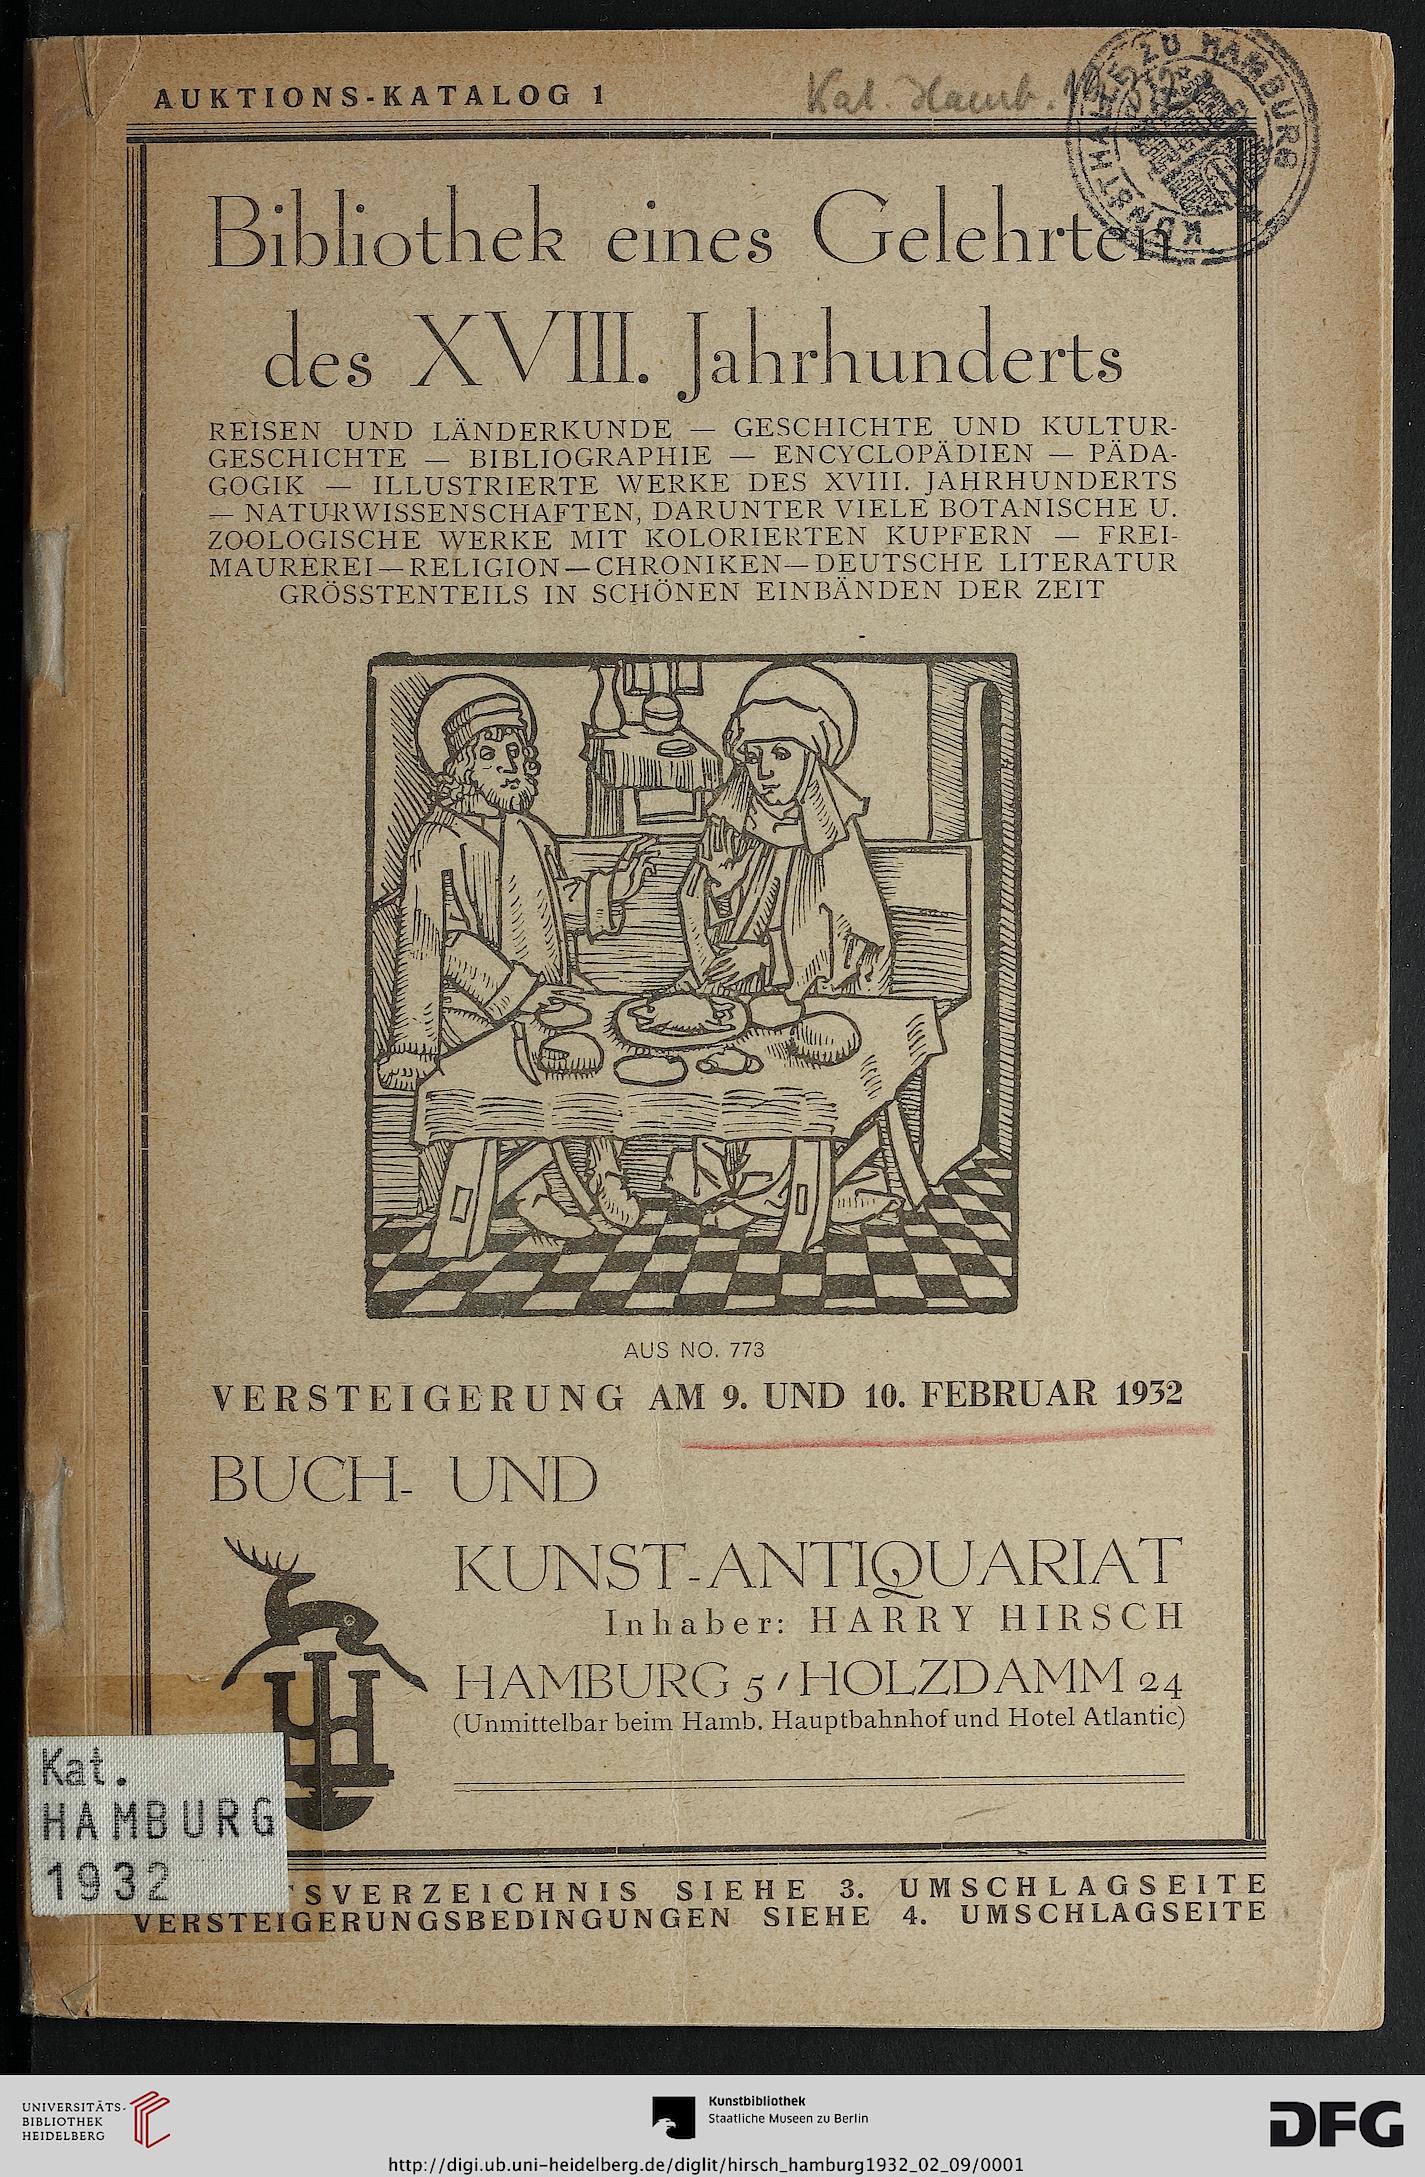 AUKTIONS-KATALOG 1
Kat. Hamb.
KUNSTHALLE ZU HAMBURG
Bibliothek eines Gelehrten
des XVIII. Jahrhunderts
REISEN UND LÄNDERKUNDE — GESCHICHTE UND KULTUR-
GESCHICHTE — BIBLIOGRAPHIE — ENCYCLOPÄDIEN — PÄDA-
GOGIK — ILLUSTRIERTE WERKE DES XVIII. JAHRHUNDERTS
— NATURWISSENSCHAFTEN, DARUNTER VIELE BOTANISCHE U.
ZOOLOGISCHE WERKE MIT KOLORIERTEN KUPFERN — FREI-
MAUREREI — RELIGION — CHRONIKEN — DEUTSCHE LITERATUR
GRÖSSTENTEILS IN SCHÖNEN EINBÄNDEN DER ZEIT
AUS NO. 773
VERSTEIGERUNG AM 9. UND 10. FEBRUAR 1932
BUCH- UND
KUNST-ANTIQUARIAT
Inhaber: HARRY HIRSCH
HAMBURG 5 / HOLZDAMM 24
(Unmittelbar beim Hamb. Hauptbahnhof und Hotel Atlantic)
HH
Kat.
HAMBURG
1932
TSVERZEICHNIS SIEHE 3. UMSCHLAGSEITE
VERSTEIGERUNGSBEDINGUNGEN SIEHE 4. UMSCHLAGSEITE
UNIVERSITÄTS-
BIBLIOTHEK
HEIDELBERG
Kunstbibliothek
Staatliche Museen zu Berlin
DFG
http://digi.ub.uni-heidelberg.de/diglit/hirsch_hamburg1932_02_09/0001